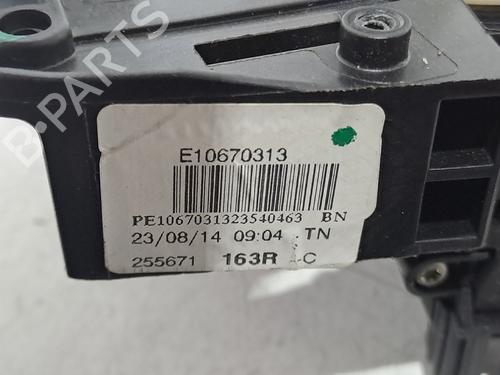 E10670313
PE1067031323540463 BN
23/08/14 09:04 TN
255671 163R -C
B-PARTS